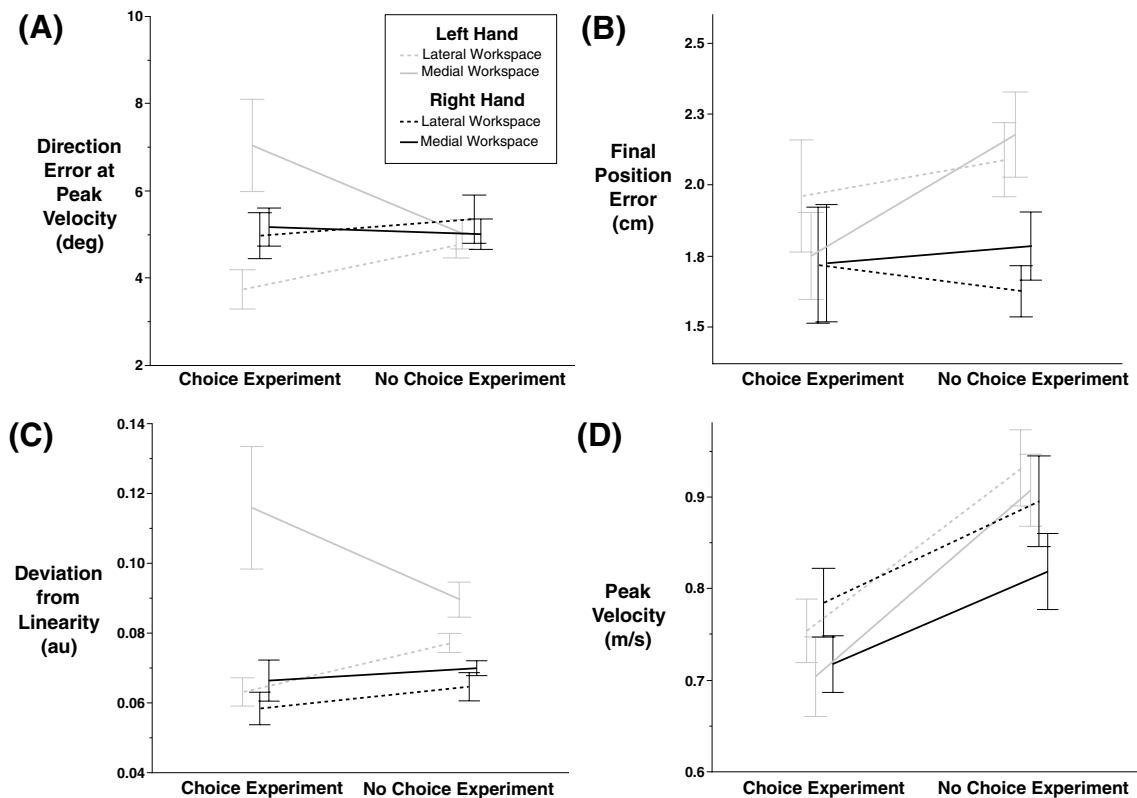 (A)
Direction
Error at
Peak
Velocity
(deg)
10
8
6
4
2
Left Hand
Lateral Workspace
Medial Workspace
Right Hand
Lateral Workspace
Medial Workspace
Choice Experiment
No Choice Experiment
(B)
Final
Position
Error
(cm)
2.5
2.3
2.0
1.8
1.5
Choice Experiment
No Choice Experiment
(C)
Deviation
from
Linearity
(au)
0.14
0.12
0.10
0.08
0.06
0.04
Choice Experiment
No Choice Experiment
(D)
Peak
Velocity
(m/s)
0.9
0.8
0.7
0.6
Choice Experiment
No Choice Experiment